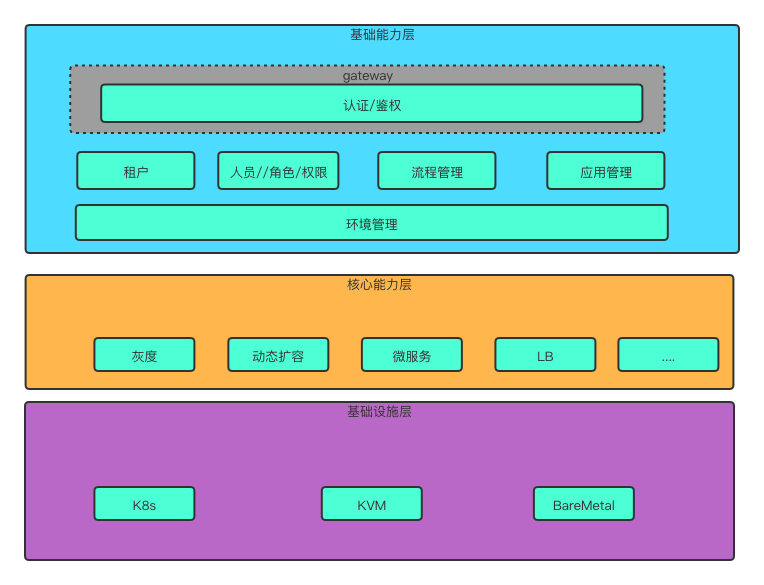 基础能力层
gateway
认证/鉴权
租户
人员//角色/权限
流程管理
应用管理
环境管理
核心能力层
灰度
动态扩容
微服务
LB
....
基础设施层
K8s
KVM
BareMetal